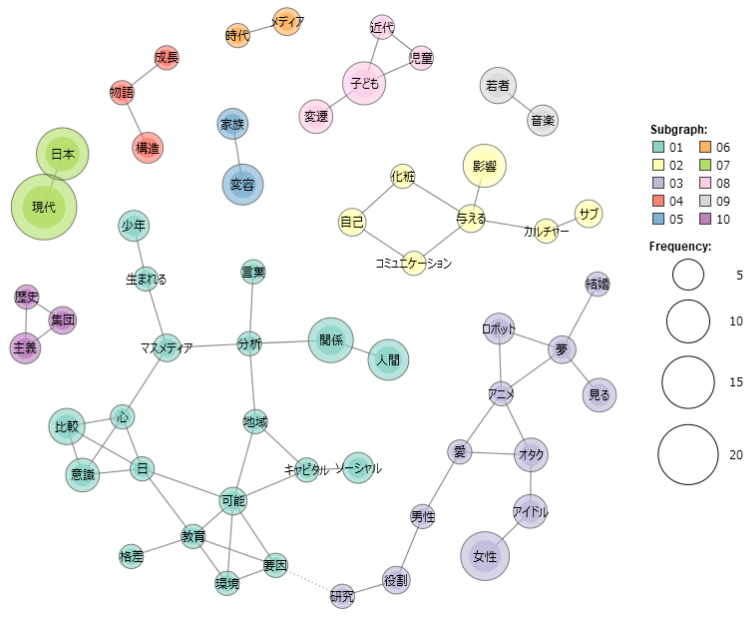 メディア
時代
近代
成長
児童
子ども
若者
物語
変遷
音楽
家族
構造
日本
影響
化粧
変容
現代
サブ
与える
自己
少年
カルチャー
コミュニケーション
言葉
生まれる
結婚
歴史
集団
ロボット
関係
分析
マスメディア
主義
夢
人間
アニメ
見る
心
地域
比較
愛
オタク
日
キャピタル
ソーシャル
意識
可能
アイドル
男性
教育
格差
女性
要因
役割
環境
研究
Subgraph:
01 06
02 07
03 08
04 09
05 10
Frequency:
5
10
15
20